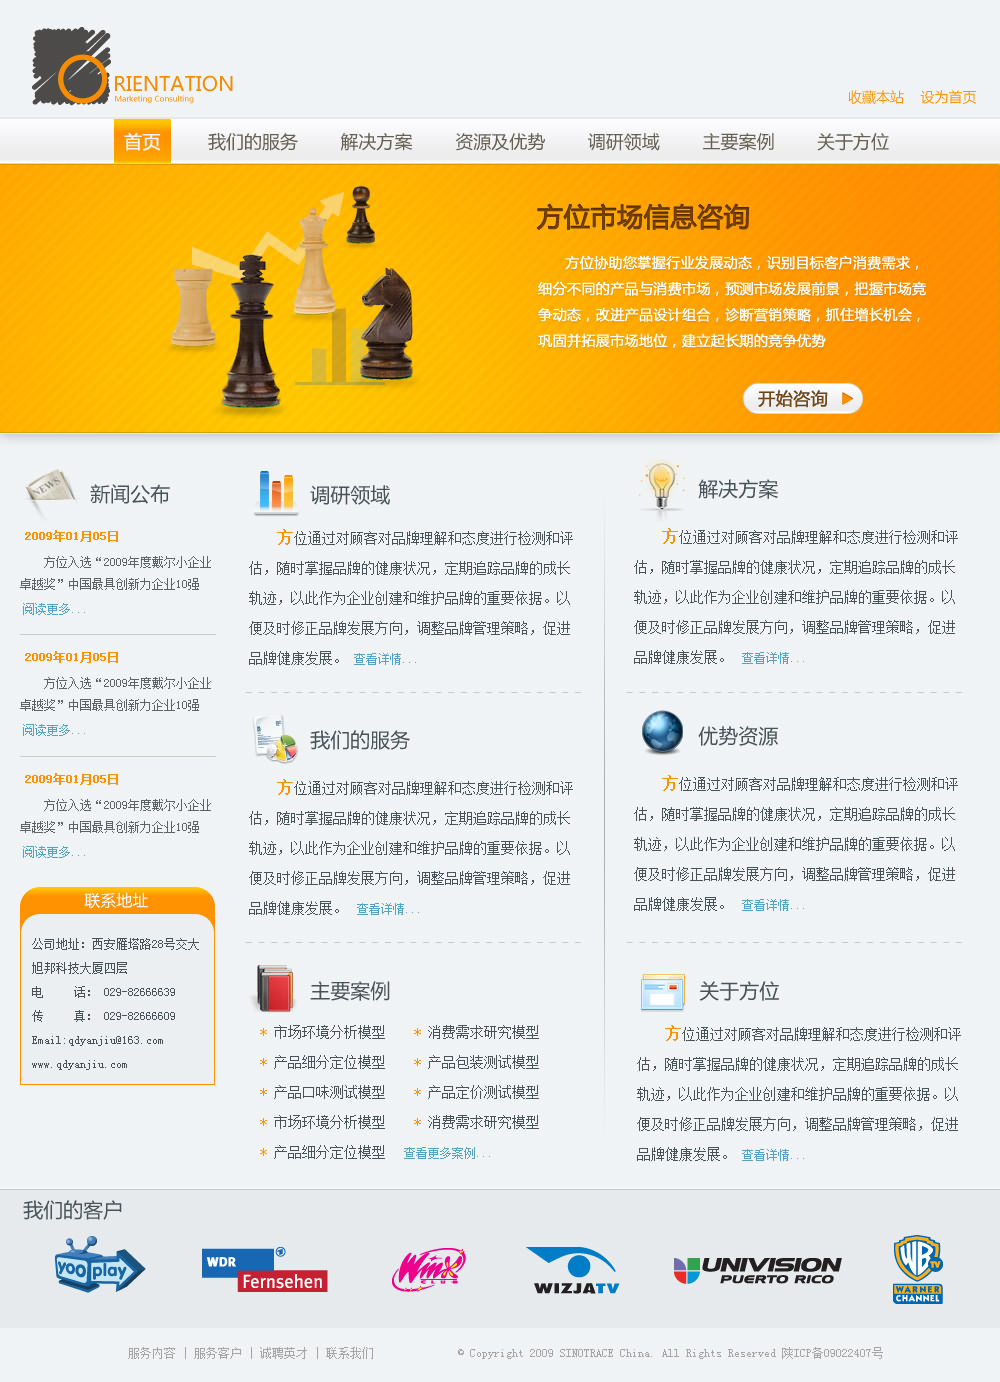 RIENTATION
Marketing Consulting
收藏本站 设为首页
首页 我们的服务 解决方案 资源及优势 调研领域 主要案例 关于方位
方位市场信息咨询
方位协助您掌握行业发展动态，识别目标客户消费需求，
细分不同的产品与消费市场，预测市场发展前景，把握市场竞
争动态，改进产品设计组合，诊断营销策略，抓住增长机会，
巩固并拓展市场地位，建立起长期的竞争优势
开始咨询
NEWS
新闻公布
2009年01月05日
方位入选“2009年度戴尔小企业
卓越奖”中国最具创新力企业10强
阅读更多...
2009年01月05日
方位入选“2009年度戴尔小企业
卓越奖”中国最具创新力企业10强
阅读更多...
2009年01月05日
方位入选“2009年度戴尔小企业
卓越奖”中国最具创新力企业10强
阅读更多...
联系地址
公司地址：西安雁塔路28号交大
旭邦科技大厦四层
电 话： 029-82666639
传 真： 029-82666609
Email:qdyanjiu@163.com
www.qdyanjiu.com
调研领域
方位通过对顾客对品牌理解和态度进行检测和评
估，随时掌握品牌的健康状况，定期追踪品牌的成长
轨迹，以此作为企业创建和维护品牌的重要依据。以
便及时修正品牌发展方向，调整品牌管理策略，促进
品牌健康发展。 查看详情...
我们的服务
方位通过对顾客对品牌理解和态度进行检测和评
估，随时掌握品牌的健康状况，定期追踪品牌的成长
轨迹，以此作为企业创建和维护品牌的重要依据。以
便及时修正品牌发展方向，调整品牌管理策略，促进
品牌健康发展。 查看详情...
主要案例
* 市场环境分析模型 * 消费需求研究模型
* 产品细分定位模型 * 产品包装测试模型
* 产品口味测试模型 * 产品定价测试模型
* 市场环境分析模型 * 消费需求研究模型
* 产品细分定位模型 查看更多案例...
解决方案
方位通过对顾客对品牌理解和态度进行检测和评
估，随时掌握品牌的健康状况，定期追踪品牌的成长
轨迹，以此作为企业创建和维护品牌的重要依据。以
便及时修正品牌发展方向，调整品牌管理策略，促进
品牌健康发展。 查看详情...
优势资源
方位通过对顾客对品牌理解和态度进行检测和评
估，随时掌握品牌的健康状况，定期追踪品牌的成长
轨迹，以此作为企业创建和维护品牌的重要依据。以
便及时修正品牌发展方向，调整品牌管理策略，促进
品牌健康发展。 查看详情...
关于方位
方位通过对顾客对品牌理解和态度进行检测和评
估，随时掌握品牌的健康状况，定期追踪品牌的成长
轨迹，以此作为企业创建和维护品牌的重要依据。以
便及时修正品牌发展方向，调整品牌管理策略，促进
品牌健康发展。 查看详情...
我们的客户
yooplay
WDR
Fernsehen
Winx
CLUB
WIZJATV
UNIVISION
PUERTO RICO
WB TV
WARNER
CHANNEL
服务内容 | 服务客户 | 诚聘英才 | 联系我们
© Copyright 2009 SINOTRACE China. All Rights Reserved 陕ICP备09022407号